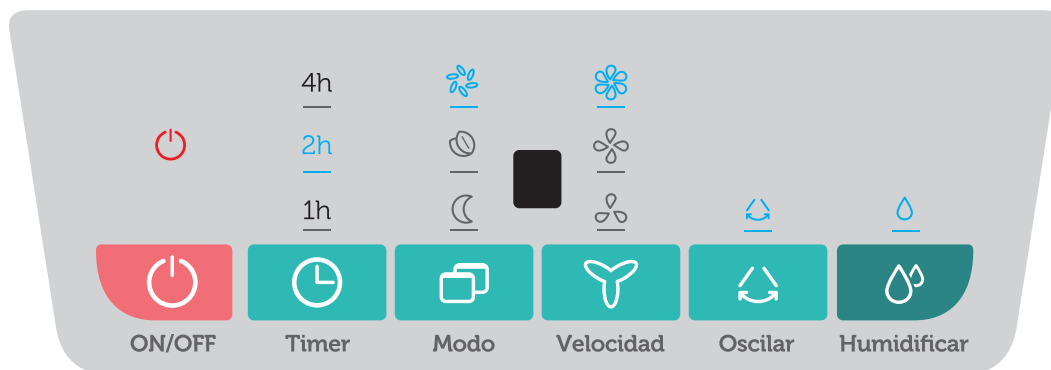 4h
2h
1h
ON/OFF
Timer
Modo
Velocidad
Oscilar
Humidificar